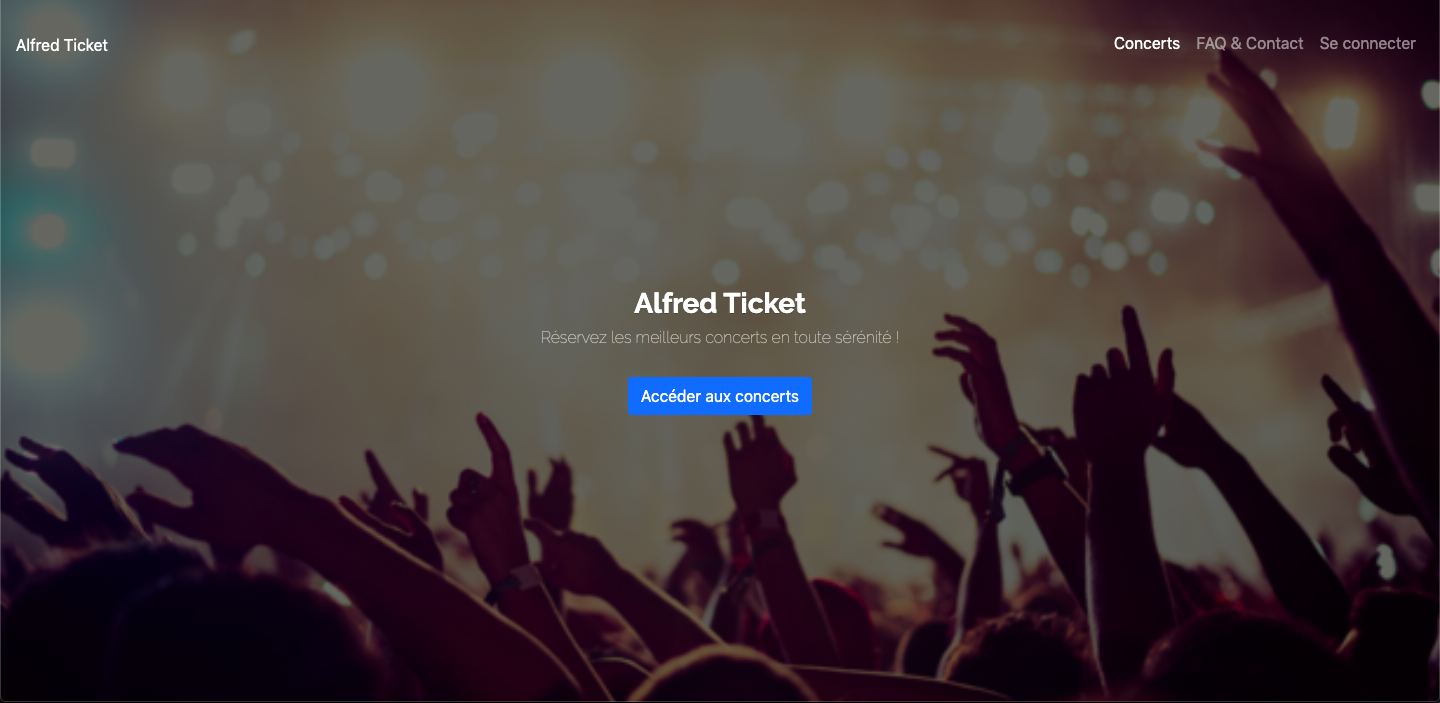 Alfred Ticket
Concerts FAQ & Contact Se connecter
Alfred Ticket
Réservez les meilleurs concerts en toute sérénité !
Accéder aux concerts